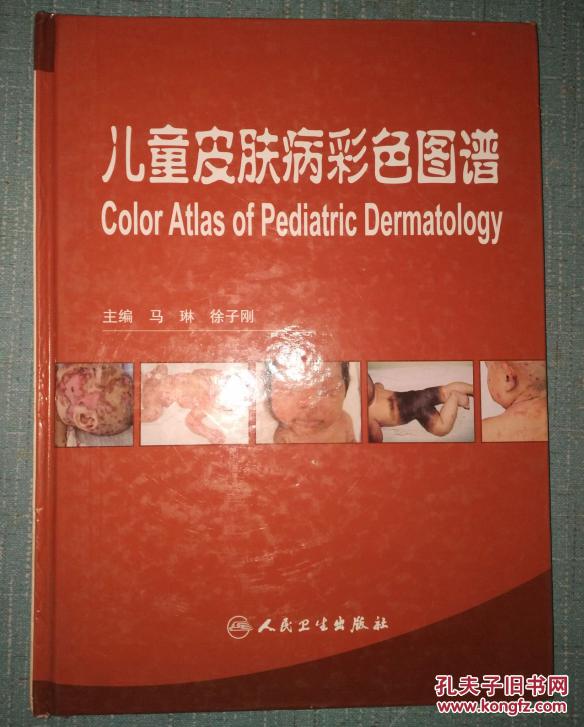 儿童皮肤病彩色图谱
Color Atlas of Pediatric Dermatology
主编 马 琳 徐子刚
人民卫生出版社
孔夫子旧书网
www.kongfz.com